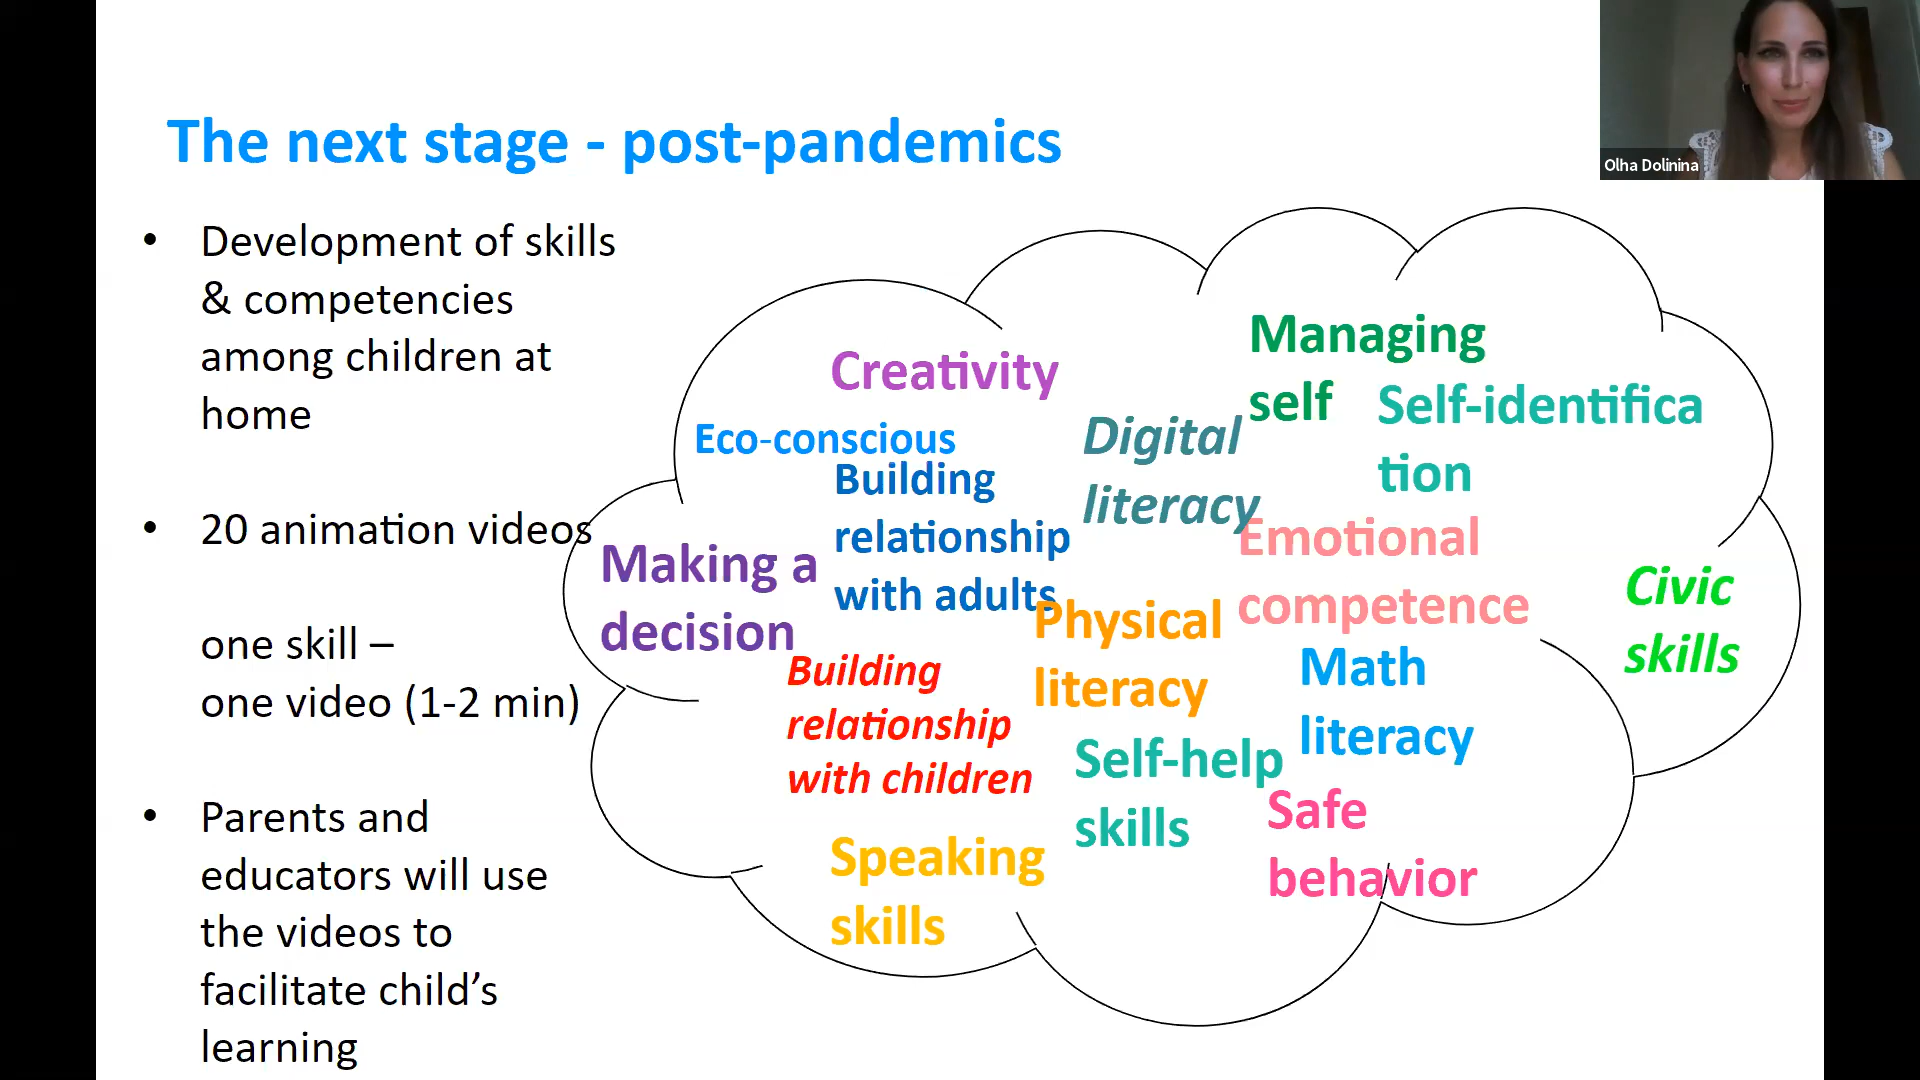 The next stage - post-pandemics
Olha Dolinina
• Development of skills
& competencies
among children at
home
• 20 animation videos
one skill –
one video (1-2 min)
• Parents and
educators will use
the videos to
facilitate child’s
learning
Creativity
Eco-conscious
Building
relationship
with adults
Making a
decision
Building
relationship
with children
Speaking
skills
Digital
literacy
Managing
self
Self-identifica
tion
Emotional
competence
Physical
literacy
Math
literacy
Self-help
skills
Safe
behavior
Civic
skills